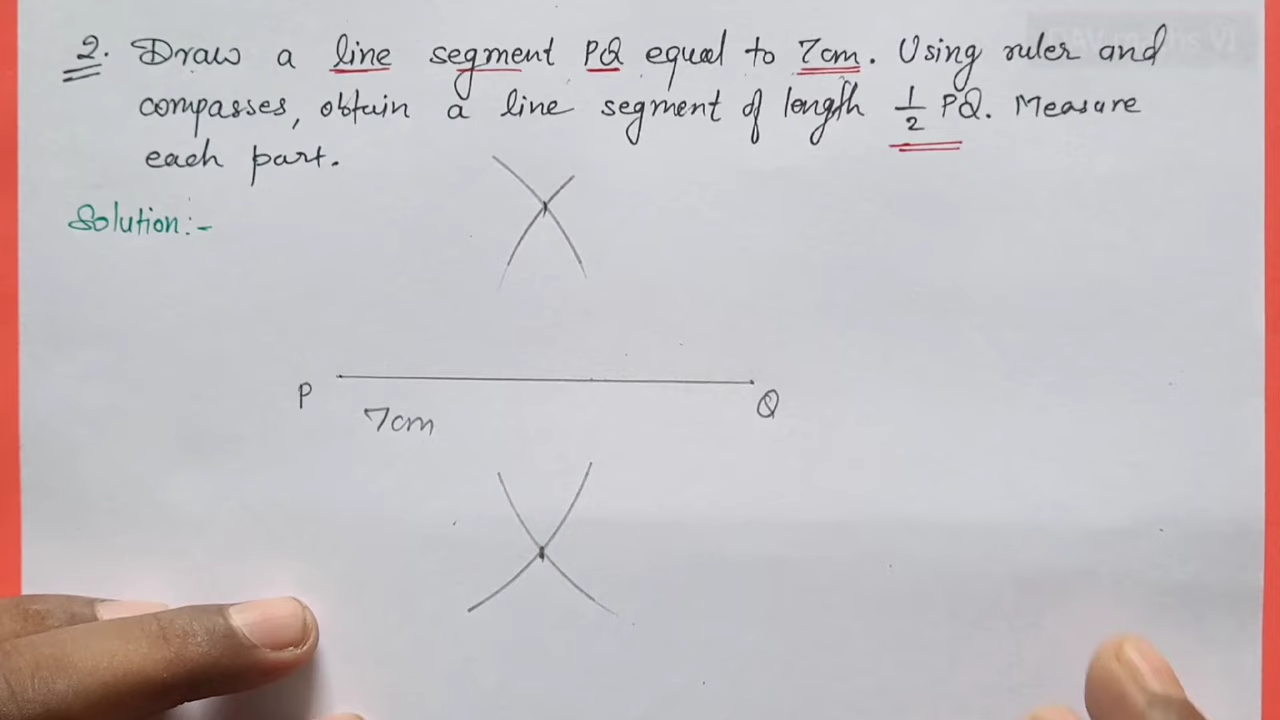 2. Draw a line segment PQ equal to 7cm. Using ruler and
compasses, obtain a line segment of length 1/2 PQ. Measure
each part.
Solution:-
P
Q
7cm